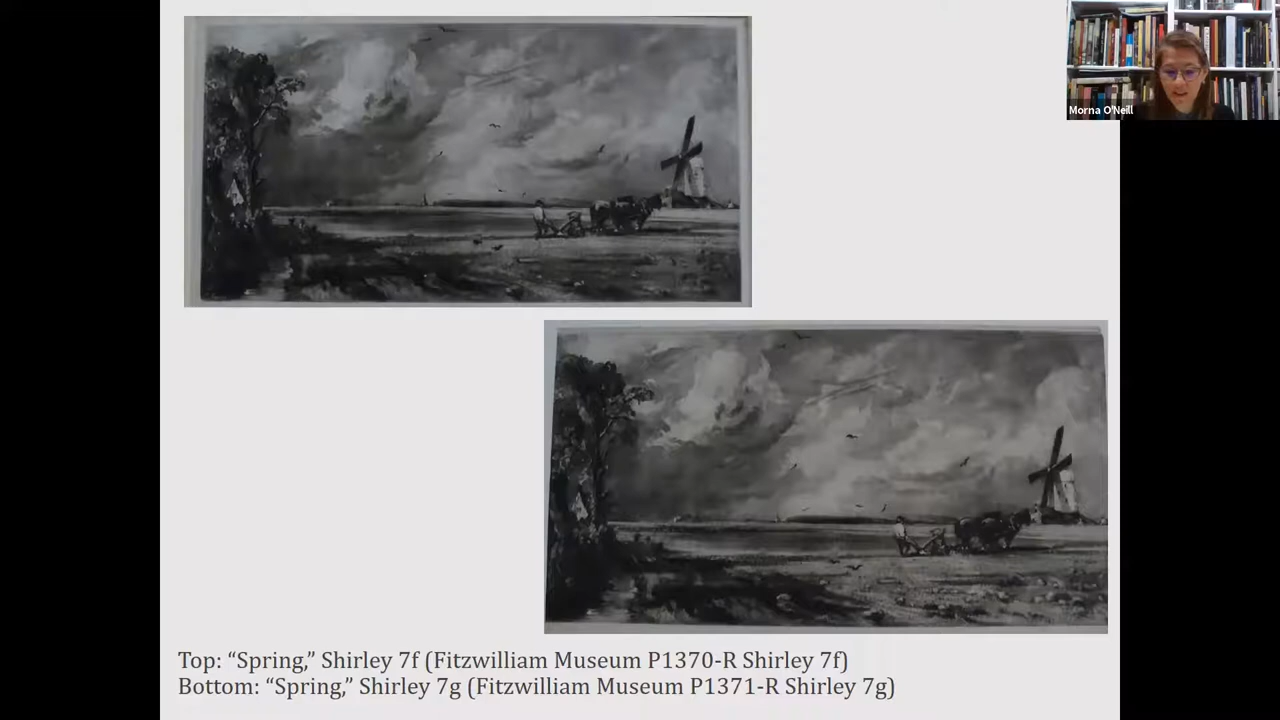 Morna O'Neill
Top: “Spring,” Shirley 7f (Fitzwilliam Museum P1370-R Shirley 7f)
Bottom: “Spring,” Shirley 7g (Fitzwilliam Museum P1371-R Shirley 7g)